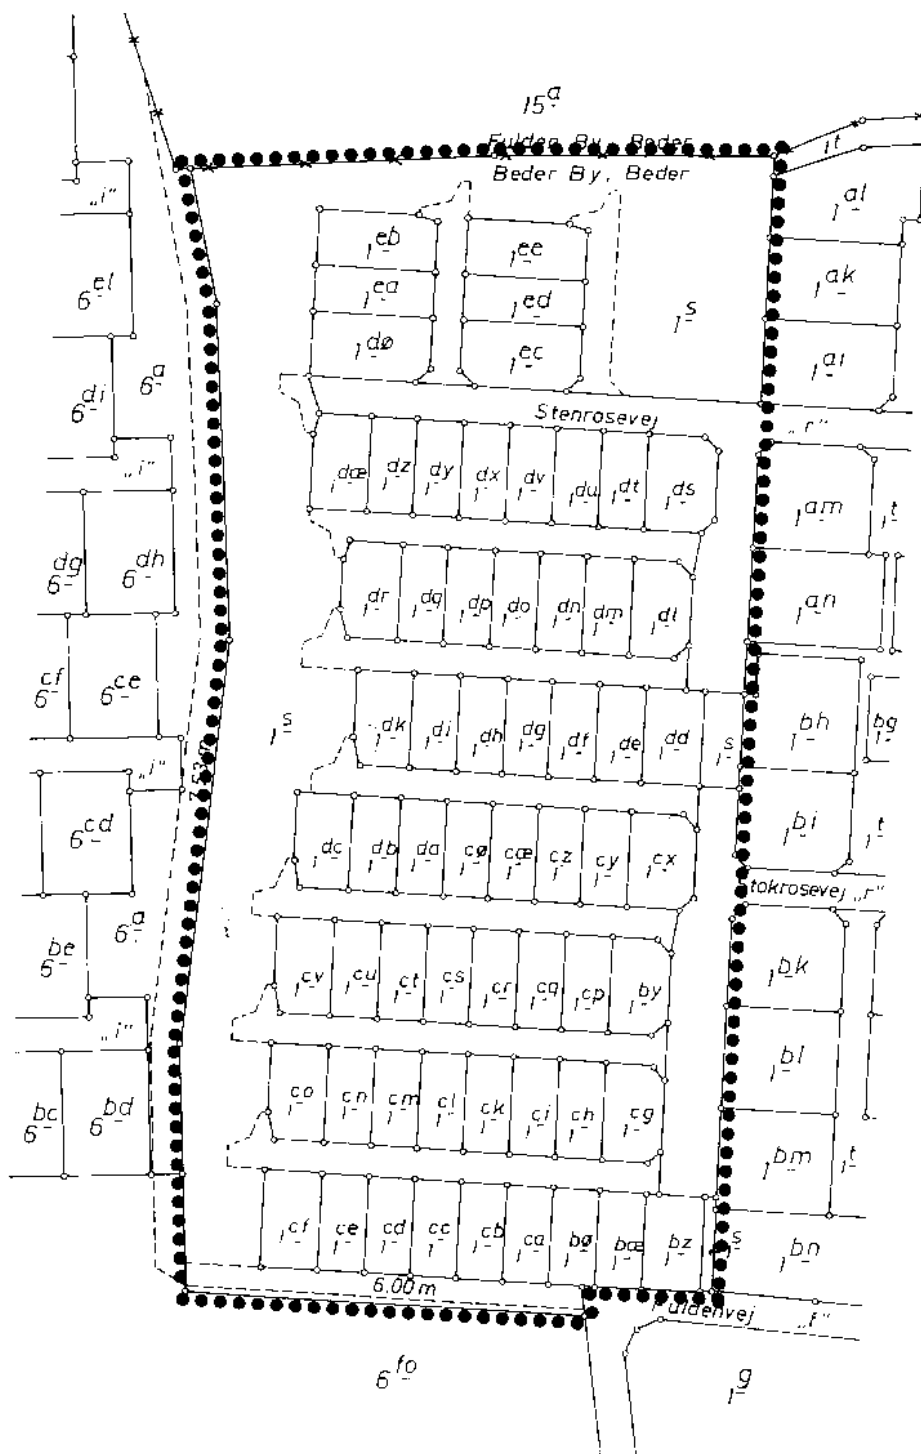 15a
Fulden By, Beder
Beder By, Beder
1t
"i"
1al
6el
1eb
1ee
1ak
1ea
1ed
1s
1dø
1ec
1ai
6a
6di
Stenrosevej
"r"
"i"
1dæ 1dz 1dy 1dx 1dv 1du 1dt 1ds
1am 1t
6dg 6dh
1dr 1dq 1dp 1do 1dn 1dm 1dl
1an
6cf 6ce
1s
1dk 1di 1dh 1dg 1df 1de 1dd 1s
1bh 1bg
"i"
7.53 m
6cd
1dc 1db 1da 1cø 1cæ 1cz 1cy 1cx
1bi 1t
tokrosevej "r"
6a
6be
1cv 1cu 1ct 1cs 1cr 1cq 1cp 1by
1bk
"i"
1bl
6bc 6bd
1co 1cn 1cm 1cl 1ck 1ci 1ch 1cg
1bm 1t
1cf 1ce 1cd 1cc 1cb 1ca 1bø 1bæ 1bz 1s
1bn
6.00 m
Fuldenvej "f"
6fo
1g